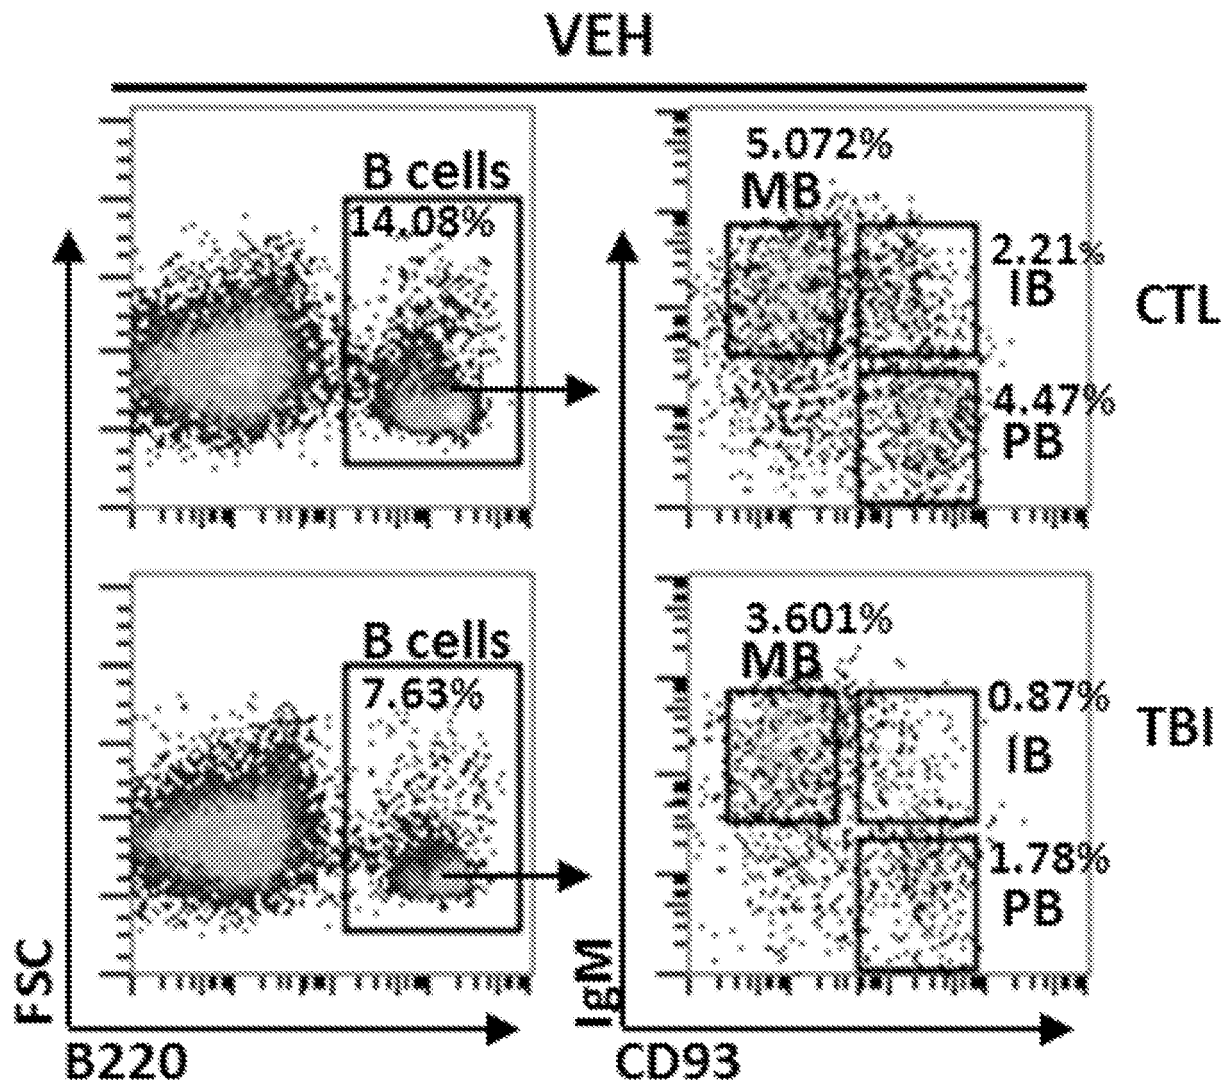 VEH
B cells
14.08%
5.072%
MB
2.21%
IB
4.47%
PB
CTL
B cells
7.63%
3.601%
MB
0.87%
IB
1.78%
PB
TBI
FSC
B220
IgM
CD93